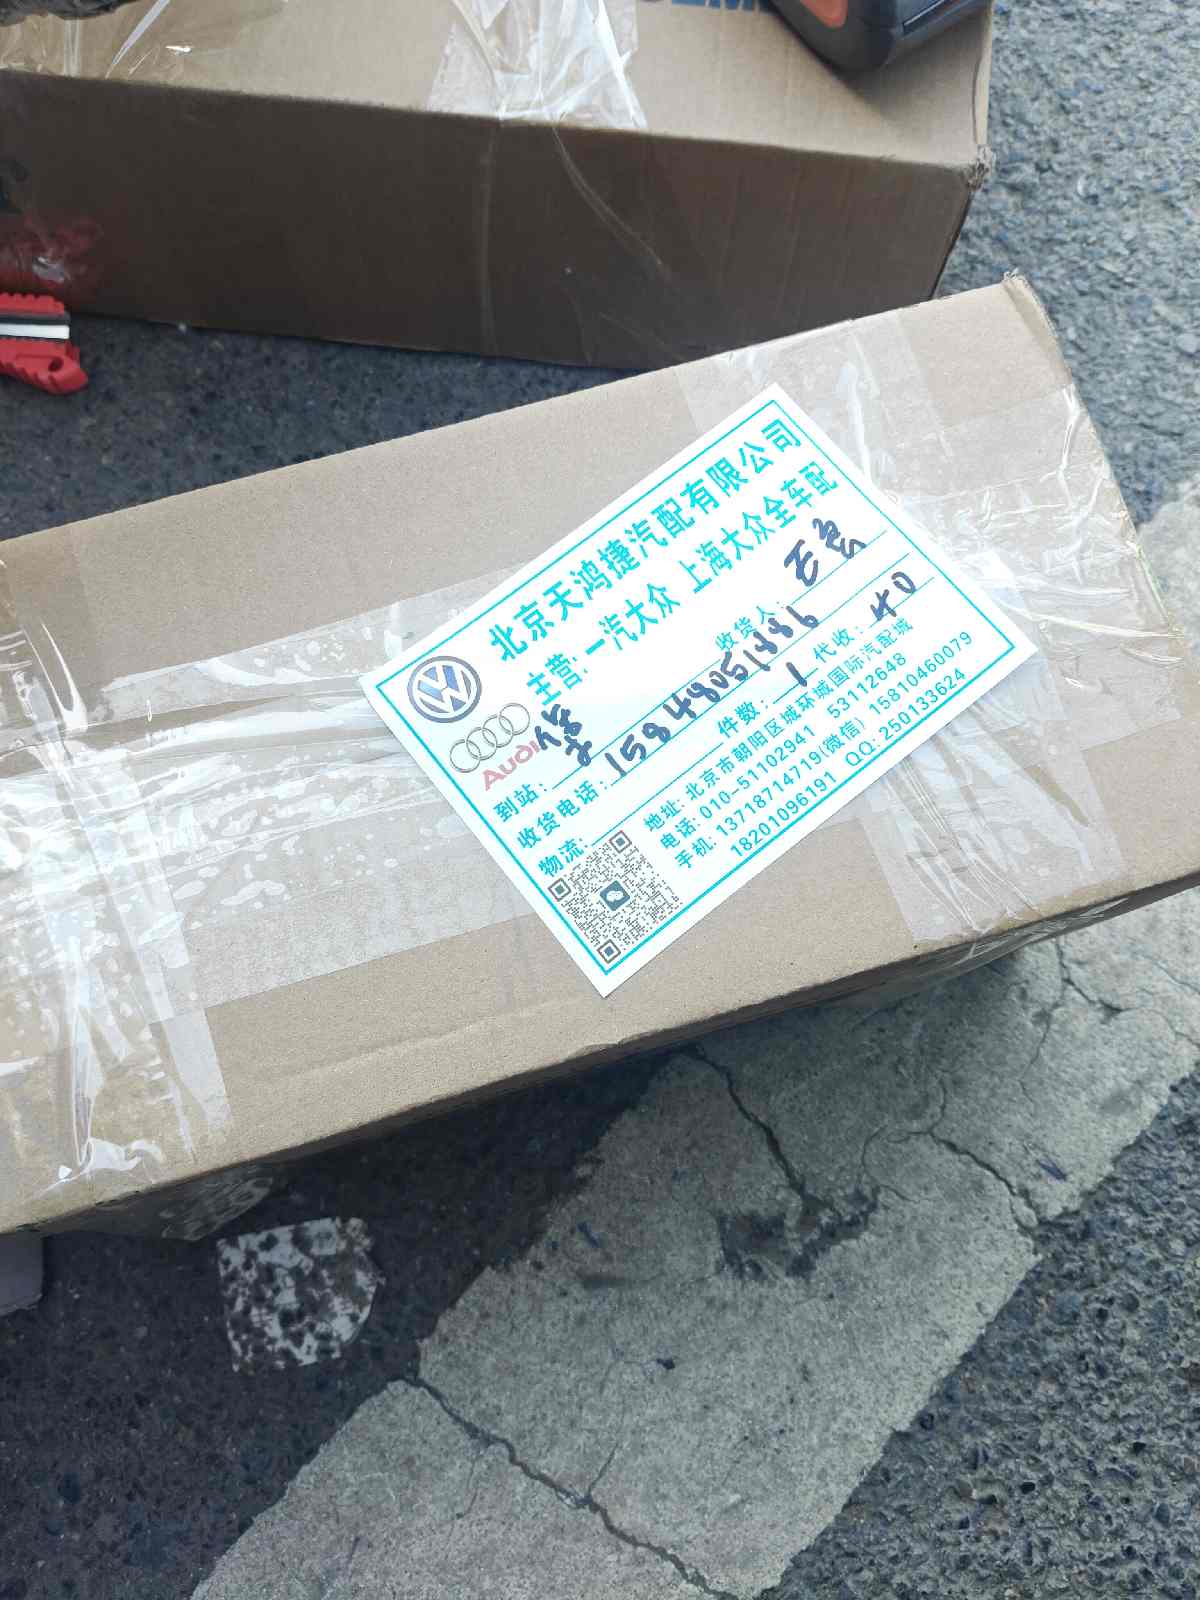 北京天鸿捷汽配有限公司
主营:一汽大众 上海大众全车配
Audi
到站: 收货人:
收货电话: 15848051886
物流: 件数: 1 代收: 40
地址: 北京市朝阳区城环城国际汽配城
电话: 010-51102941 53112648
手机: 13718714719(微信) 15810460079
18201096191 QQ: 250133624